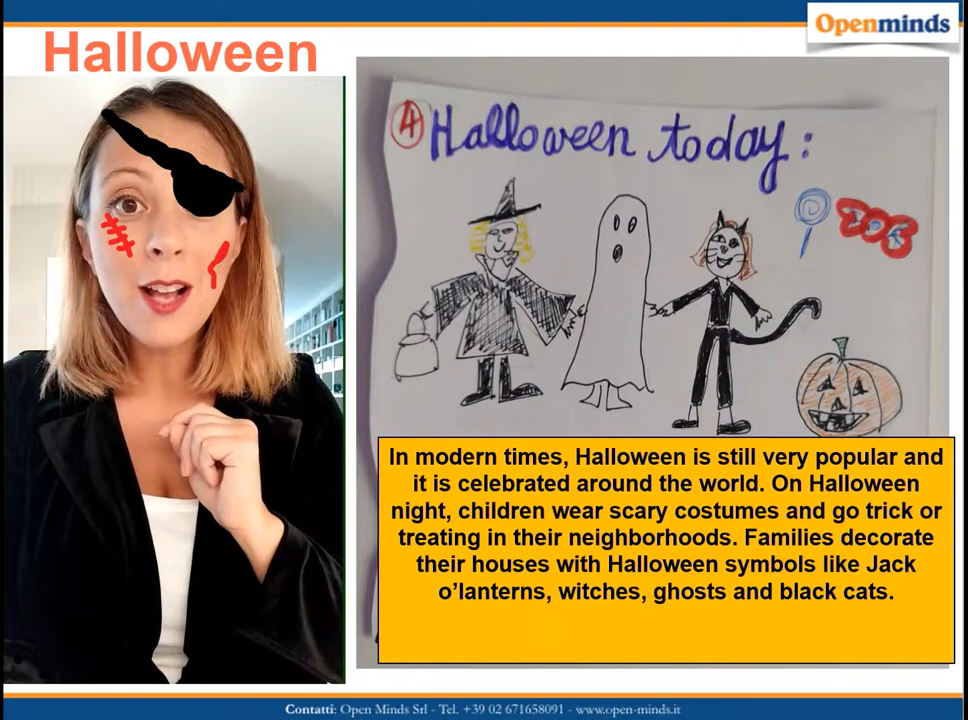 Openminds
Halloween
4 Halloween today:
In modern times, Halloween is still very popular and
it is celebrated around the world. On Halloween
night, children wear scary costumes and go trick or
treating in their neighborhoods. Families decorate
their houses with Halloween symbols like Jack
o’lanterns, witches, ghosts and black cats.
Contatti: Open Minds Srl - Tel. +39 02 671658091 - www.open-minds.it